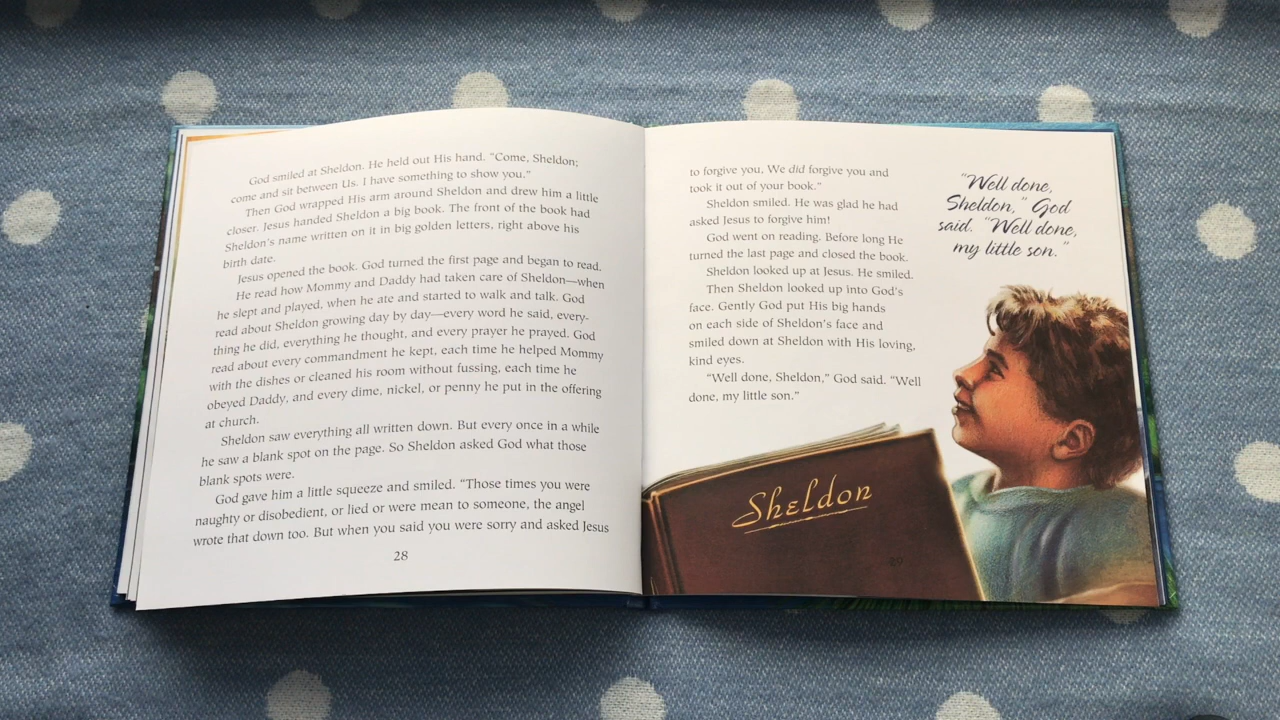 God smiled at Sheldon. He held out His hand. “Come, Sheldon;
come and sit between Us. I have something to show you.”
Then God wrapped His arm around Sheldon and drew him a little
closer. Jesus handed Sheldon a big book. The front of the book had
Sheldon’s name written on it in big golden letters, right above his
birth date.
Jesus opened the book. God turned the first page and began to read.
He read how Mommy and Daddy had taken care of Sheldon—when
he slept and played, when he ate and started to walk and talk. God
read about Sheldon growing day by day—every word he said, every-
thing he did, everything he thought, and every prayer he prayed. God
read about every commandment he kept, each time he helped Mommy
with the dishes or cleaned his room without fussing, each time he
obeyed Daddy, and every dime, nickel, or penny he put in the offering
at church.
Sheldon saw everything all written down. But every once in a while
he saw a blank spot on the page. So Sheldon asked God what those
blank spots were.
God gave him a little squeeze and smiled. “Those times you were
naughty or disobedient, or lied or were mean to someone, the angel
wrote that down too. But when you said you were sorry and asked Jesus
28
to forgive you, We did forgive you and
took it out of your book.”
Sheldon smiled. He was glad he had
asked Jesus to forgive him!
God went on reading. Before long He
turned the last page and closed the book.
Sheldon looked up at Jesus. He smiled.
Then Sheldon looked up into God’s
face. Gently God put His big hands
on each side of Sheldon’s face and
smiled down at Sheldon with His loving,
kind eyes.
“Well done, Sheldon,” God said. “Well
done, my little son.”
“Well done,
Sheldon,” God
said. “Well done,
my little son.”
Sheldon
29